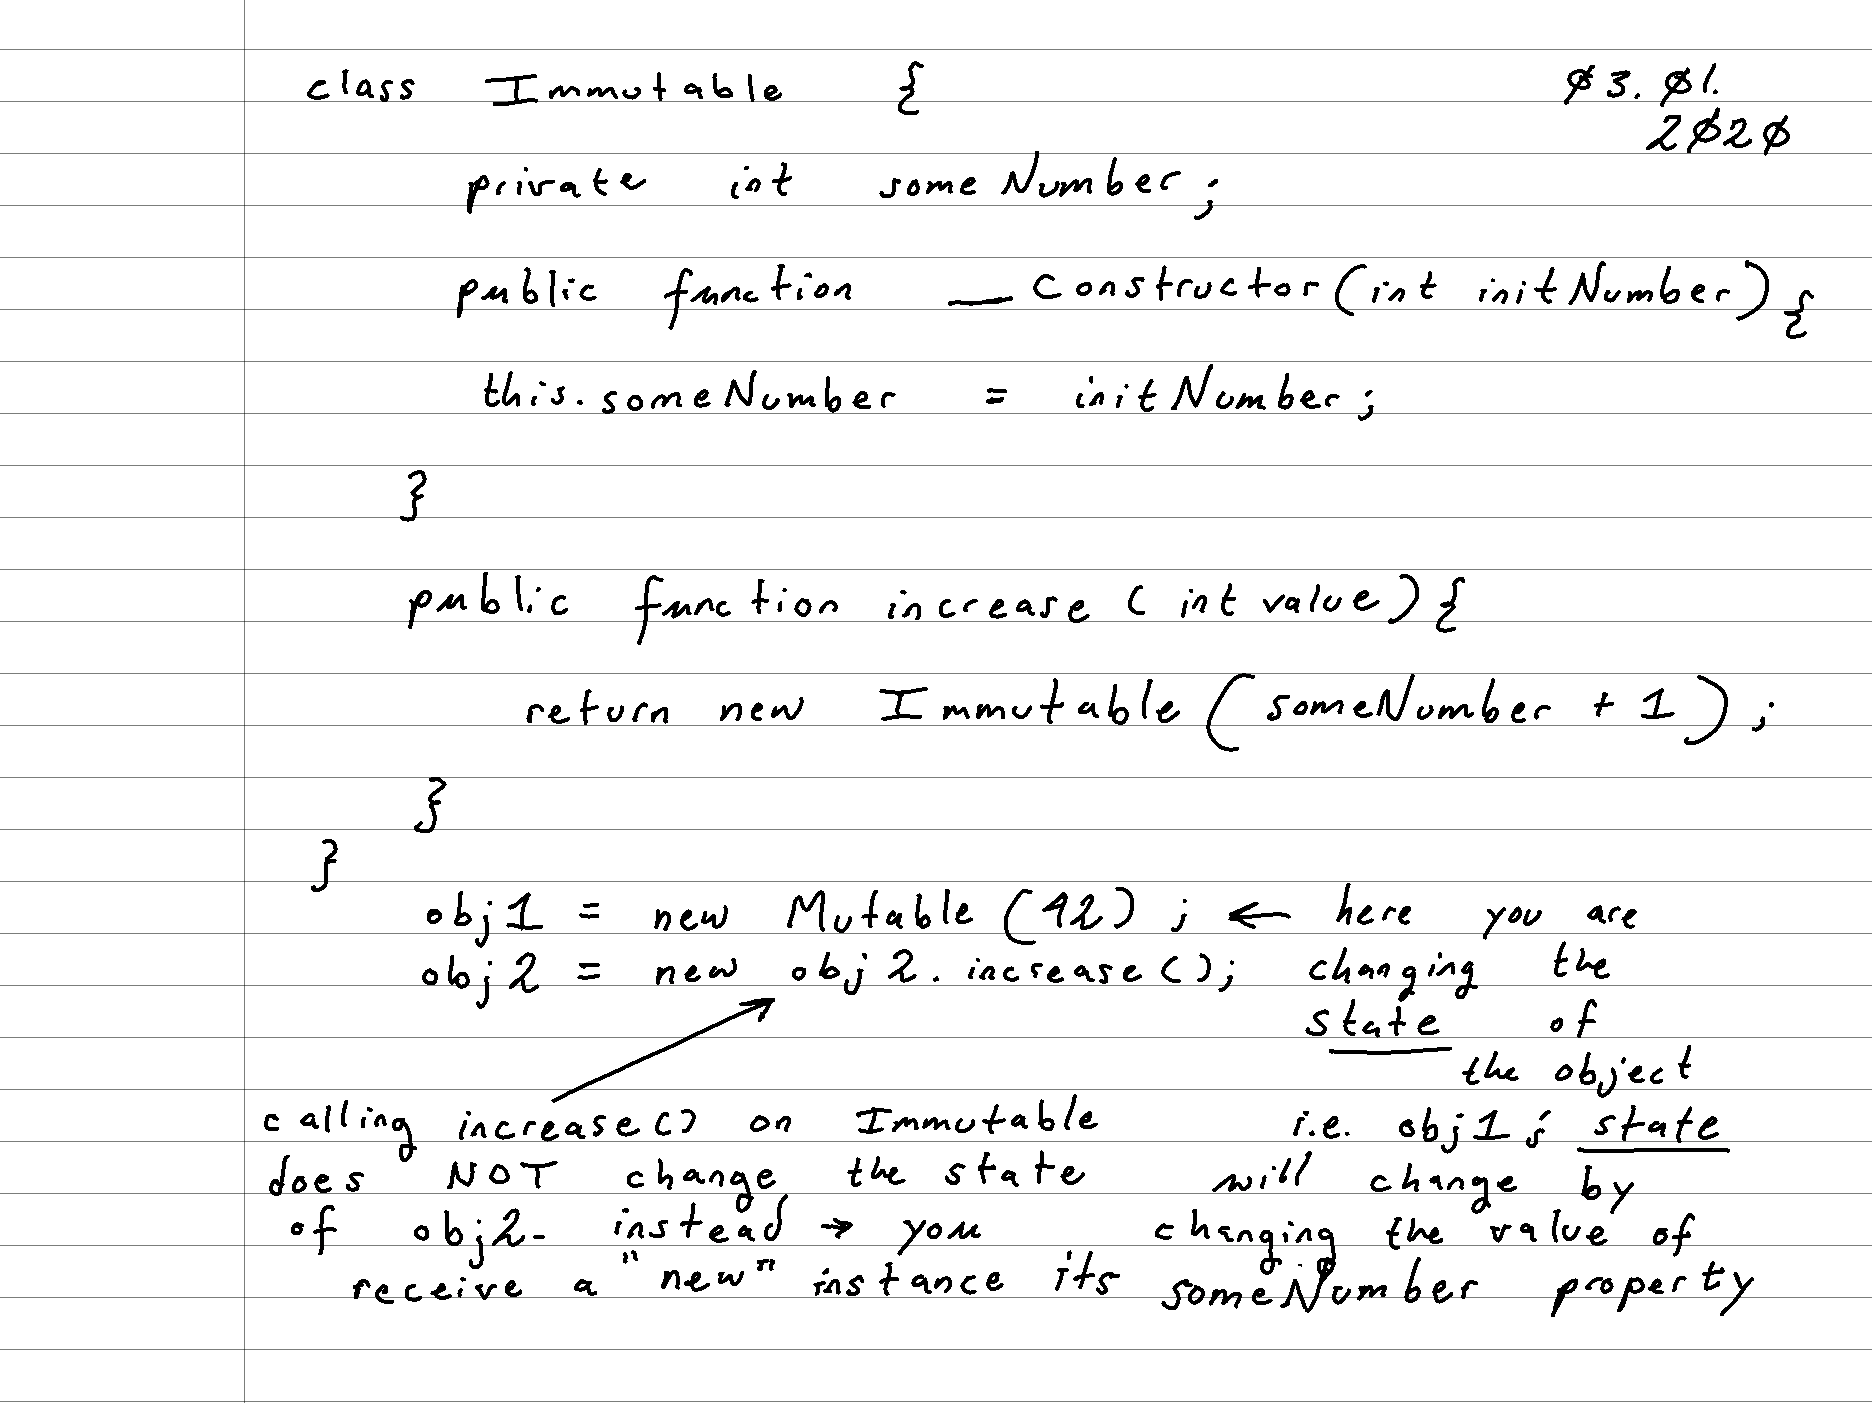 class Immutable {
03.01.
2020
private int someNumber;
public function __constructor(int initNumber){
this.someNumber = initNumber;
}
public function increase (int value){
return new Immutable(someNumber + 1);
}
}
obj1 = new Mutable (42) ; ← here you are
obj2 = new obj2.increase(); changing the
state of
the object
calling increase() on Immutable
does NOT change the state
of obj2- instead → you
receive a "new" instance
i.e. obj1's state
will change by
changing the value of
its someNumber property